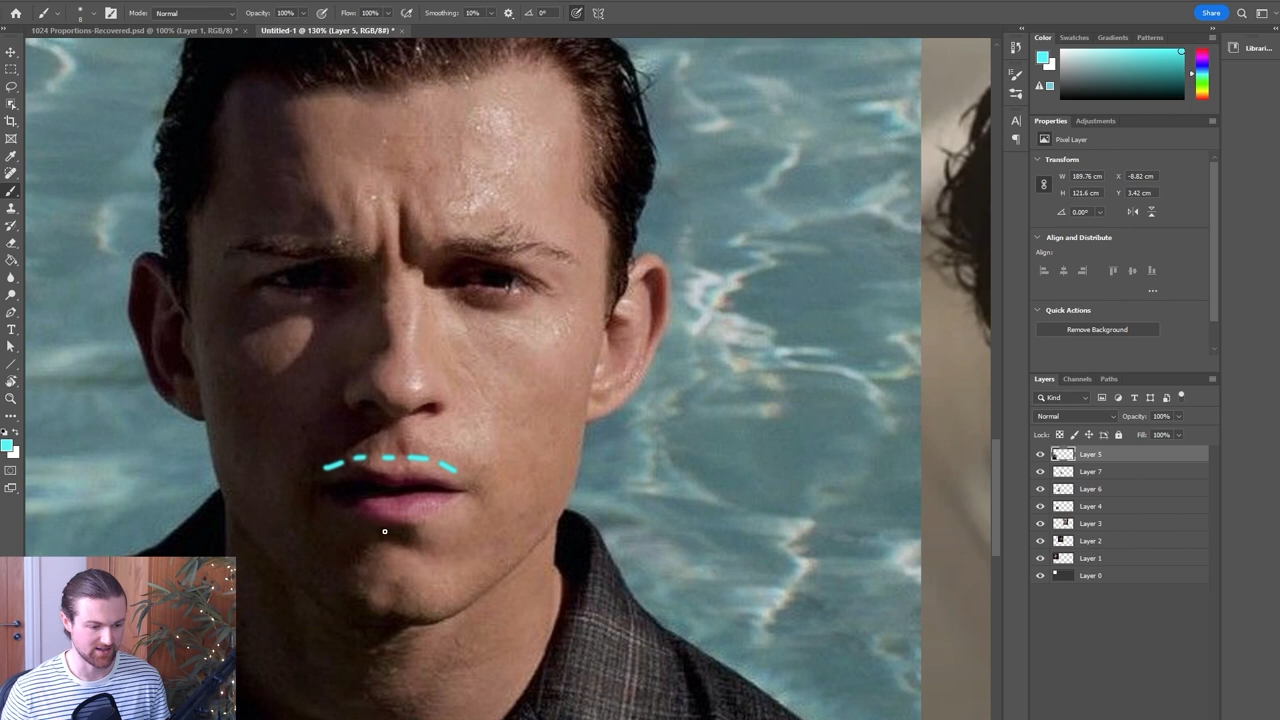 Mode: Normal Opacity: 100% Flow: 100% Smoothing: 10% 0° Share
8
1024 Proportions-Recovered.psd @ 100% (Layer 1, RGB/8) * × Untitled-1 @ 130% (Layer 5, RGB/8#) * ×
Color Swatches Gradients Patterns
Librari...
Properties Adjustments
Pixel Layer
Transform
W 189.76 cm X -8.82 cm
H 121.6 cm Y 3.42 cm
0.00°
Align and Distribute
Align:
Quick Actions
Remove Background
Layers Channels Paths
Kind
Normal Opacity: 100%
Lock: Fill: 100%
Layer 5
Layer 7
Layer 6
Layer 4
Layer 3
Layer 2
Layer 1
Layer 0